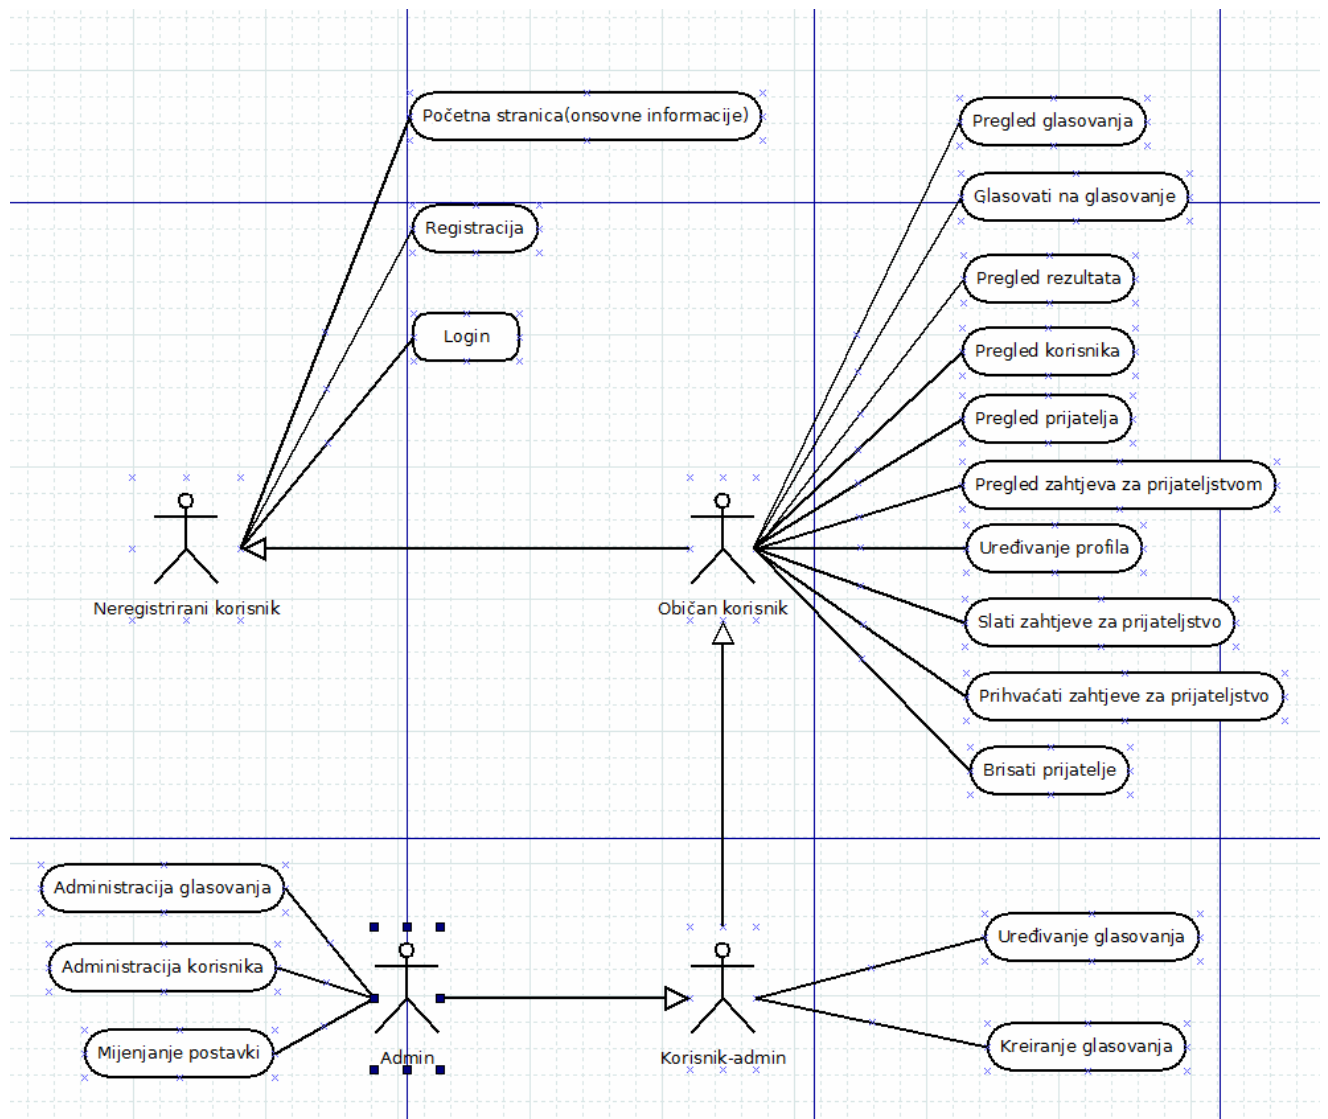 Početna stranica(onsovne informacije)
Registracija
Login
Neregistrirani korisnik
Običan korisnik
Pregled glasovanja
Glasovati na glasovanje
Pregled rezultata
Pregled korisnika
Pregled prijatelja
Pregled zahtjeva za prijateljstvom
Uređivanje profila
Slati zahtjeve za prijateljstvo
Prihvaćati zahtjeve za prijateljstvo
Brisati prijatelje
Administracija glasovanja
Administracija korisnika
Mijenjanje postavki
Admin
Korisnik-admin
Uređivanje glasovanja
Kreiranje glasovanja